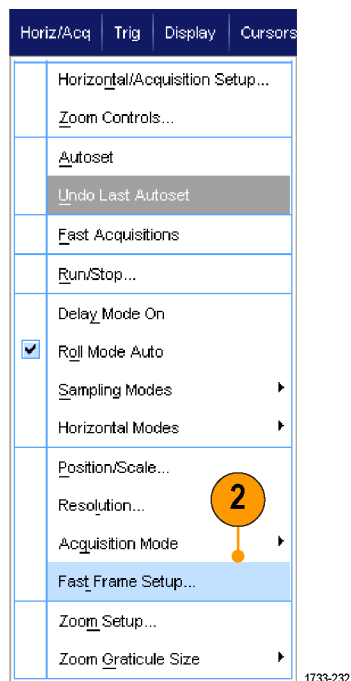 Horiz/Acq Trig Display Cursors
Horizontal/Acquisition Setup...
Zoom Controls...
Autoset
Undo Last Autoset
Fast Acquisitions
Run/Stop...
Delay Mode On
Roll Mode Auto
Sampling Modes
Horizontal Modes
Position/Scale...
Resolution...
2
Acquisition Mode
Fast Frame Setup...
Zoom Setup...
Zoom Graticule Size
1733-232